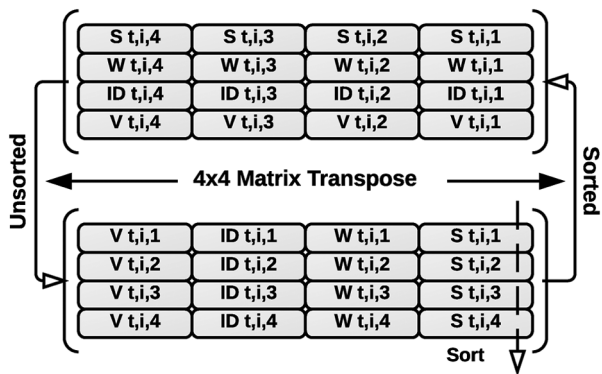 S t,i,4 S t,i,3 S t,i,2 S t,i,1
W t,i,4 W t,i,3 W t,i,2 W t,i,1
ID t,i,4 ID t,i,3 ID t,i,2 ID t,i,1
V t,i,4 V t,i,3 V t,i,2 V t,i,1
Unsorted
4x4 Matrix Transpose
Sorted
V t,i,1 ID t,i,1 W t,i,1 S t,i,1
V t,i,2 ID t,i,2 W t,i,2 S t,i,2
V t,i,3 ID t,i,3 W t,i,3 S t,i,3
V t,i,4 ID t,i,4 W t,i,4 S t,i,4
Sort